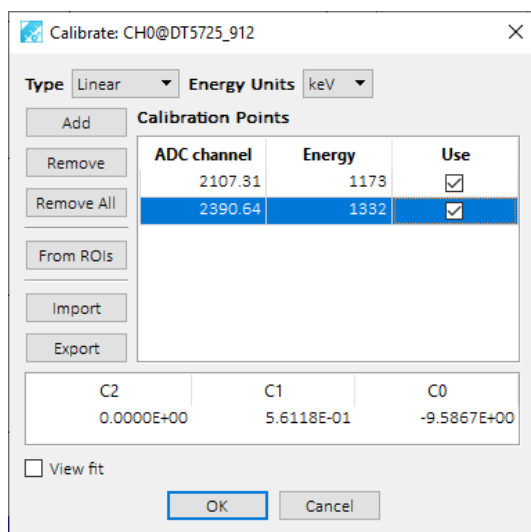 Calibrate: CH0@DT5725_912
Type Linear Energy Units keV
Add
Calibration Points
Remove
Remove All
From ROIs
Import
Export
ADC channel Energy Use
2107.31 1173
2390.64 1332
C2 C1 C0
0.0000E+00 5.6118E-01 -9.5867E+00
View fit
OK Cancel